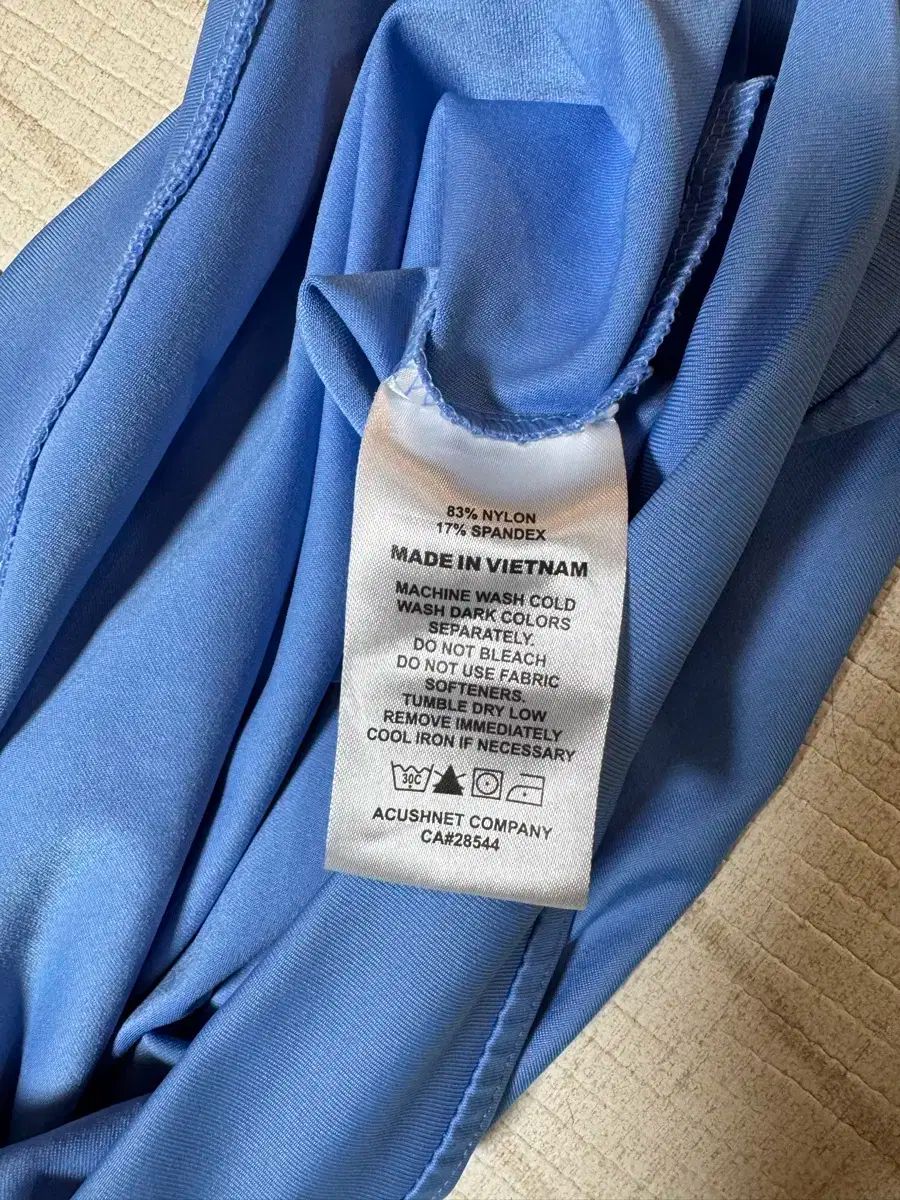 83% NYLON
17% SPANDEX
MADE IN VIETNAM
MACHINE WASH COLD
WASH DARK COLORS
SEPARATELY.
DO NOT BLEACH
DO NOT USE FABRIC
SOFTENERS.
TUMBLE DRY LOW
REMOVE IMMEDIATELY
COOL IRON IF NECESSARY
30C
ACUSHNET COMPANY
CA#28544